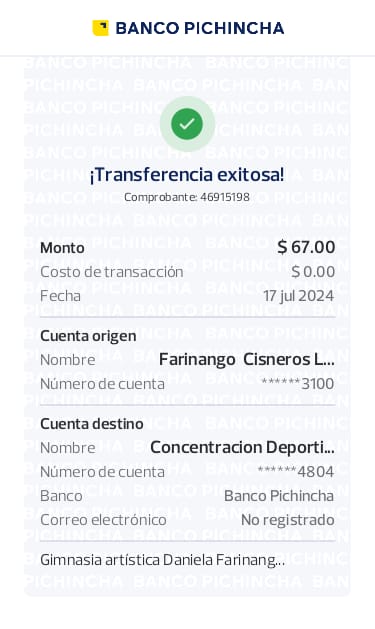 BANCO PICHINCHA
¡Transferencia exitosa!
Comprobante: 46915198
Monto $ 67.00
Costo de transacción $ 0.00
Fecha 17 jul 2024
Cuenta origen
Nombre Farinango Cisneros L...
Número de cuenta ******3100
Cuenta destino
Nombre Concentracion Deporti...
Número de cuenta ******4804
Banco Banco Pichincha
Correo electrónico No registrado
Gimnasia artística Daniela Farinang...